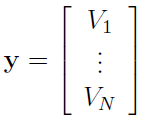 y = [ V_1
⋮
V_N ]